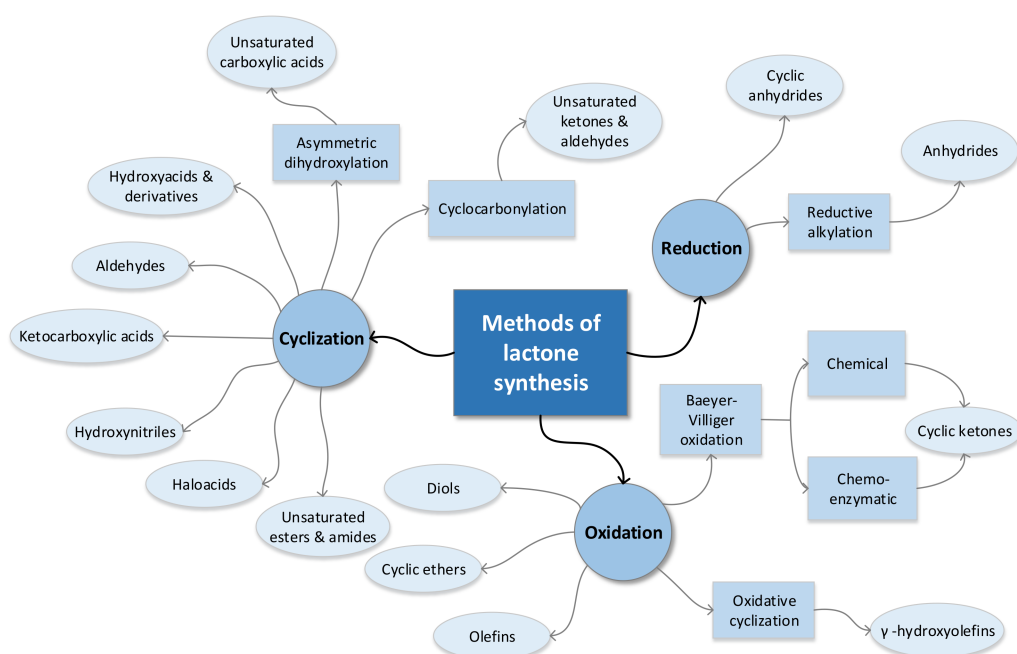 Unsaturated
carboxylic acids
Cyclic
anhydrides
Unsaturated
ketones &
aldehydes
Asymmetric
dihydroxylation
Anhydrides
Hydroxyacids &
derivatives
Cyclocarbonylation
Reductive
alkylation
Reduction
Aldehydes
Ketocarboxylic acids
Cyclization
Methods of
lactone
synthesis
Chemical
Baeyer-
Villiger
oxidation
Hydroxynitriles
Cyclic ketones
Haloacids
Diols
Chemo-
enzymatic
Unsaturated
esters & amides
Oxidation
Cyclic ethers
Oxidative
cyclization
Olefins
γ -hydroxyolefins